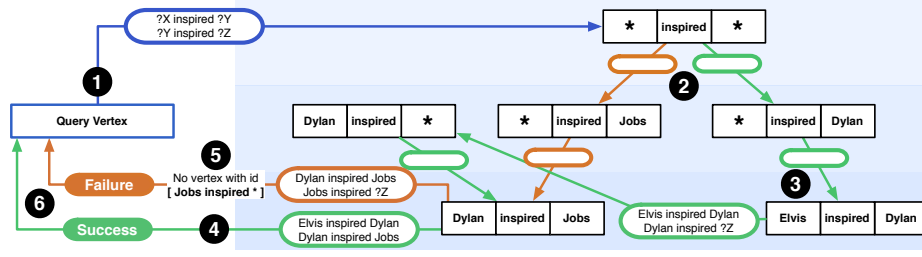 ?X inspired ?Y
?Y inspired ?Z
* inspired *
1
2
Query Vertex
Dylan inspired *
* inspired Jobs
* inspired Dylan
5
No vertex with id
[ Jobs inspired * ]
Failure
Dylan inspired Jobs
Jobs inspired ?Z
3
6
Success
4
Elvis inspired Dylan
Dylan inspired Jobs
Dylan inspired Jobs
Elvis inspired Dylan
Dylan inspired ?Z
Elvis inspired Dylan